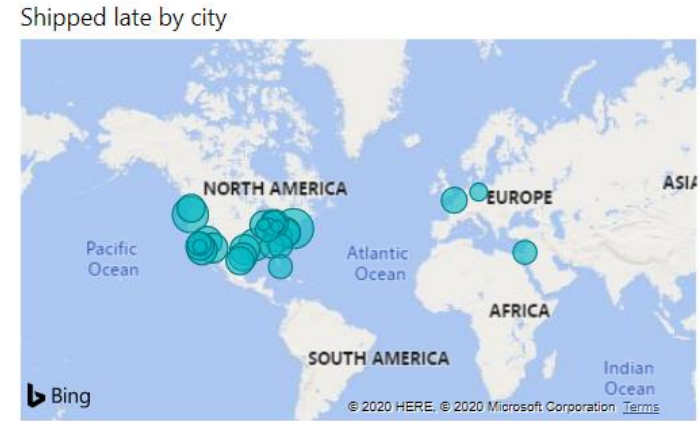 Shipped late by city
NORTH AMERICA
EUROPE
ASIA
Pacific
Ocean
Atlantic
Ocean
AFRICA
SOUTH AMERICA
Indian
Ocean
Bing
© 2020 HERE, © 2020 Microsoft Corporation Terms